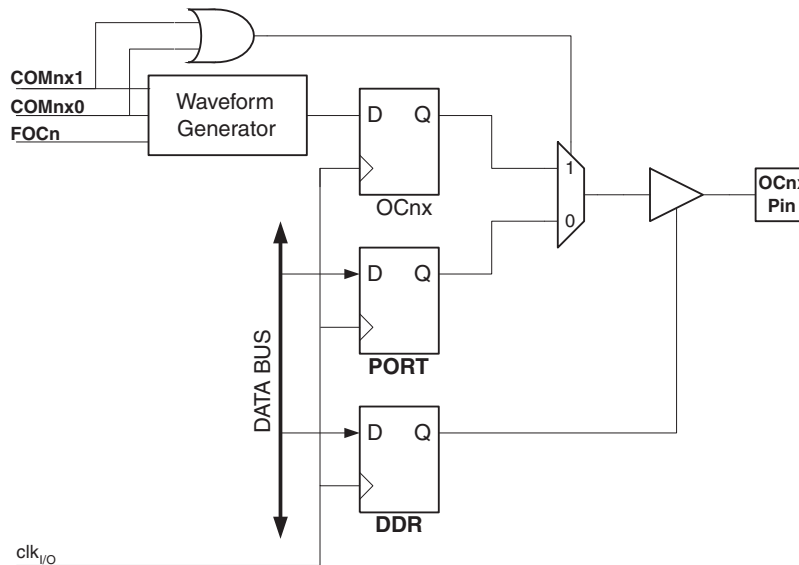 COMnx1
COMnx0
FOCn
Waveform
Generator
D Q
OCnx
1
0
OCnx
Pin
D Q
PORT
DATA BUS
D Q
DDR
clkI/O